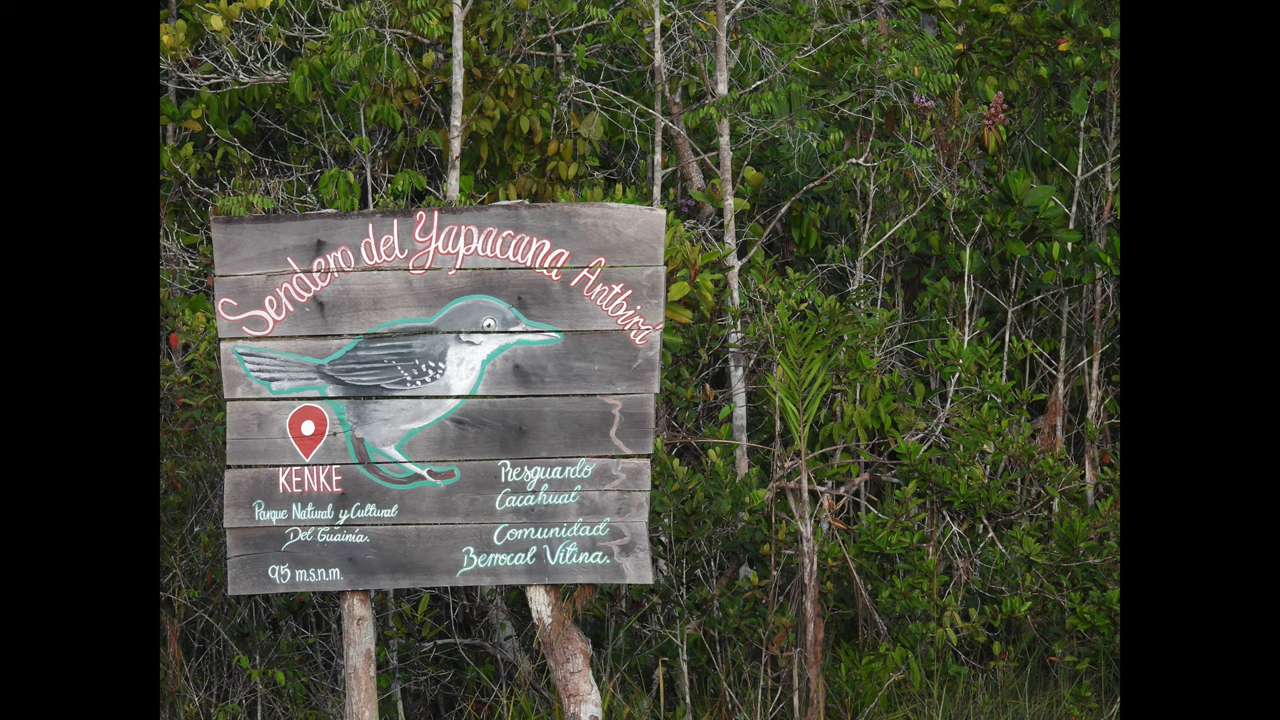 Sendero del Yapacana Antbird
KENKE
Parque Natural y Cultural
Del Guainía.
95 m.s.n.m.
Resguardo
Cacahual
Comunidad
Berrocal Vitina.